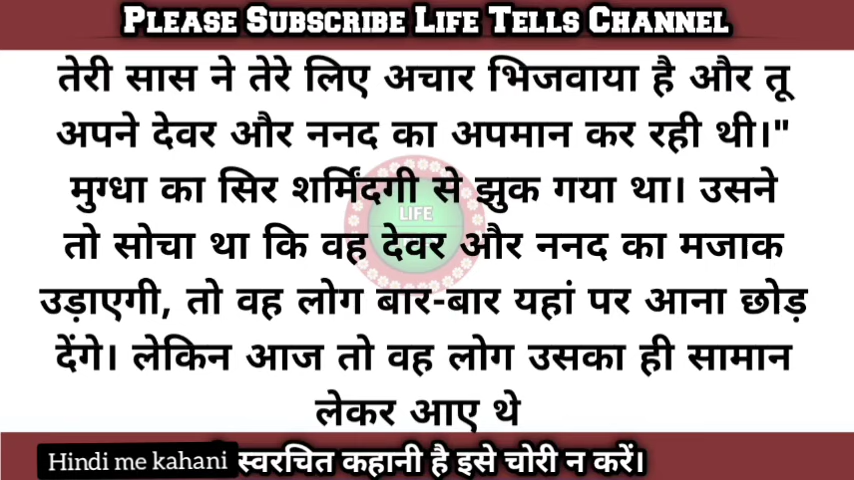 PLEASE SUBSCRIBE LIFE TELLS CHANNEL
तेरी सास ने तेरे लिए अचार भिजवाया है और तू
अपने देवर और ननद का अपमान कर रही थी।"
मुग्धा का सिर शर्मिंदगी से झुक गया था। उसने
LIFE
तो सोचा था कि वह देवर और ननद का मजाक
उड़ाएगी, तो वह लोग बार-बार यहां पर आना छोड़
देंगे। लेकिन आज तो वह लोग उसका ही सामान
लेकर आए थे
Hindi me kahani स्वरचित कहानी है इसे चोरी न करें।